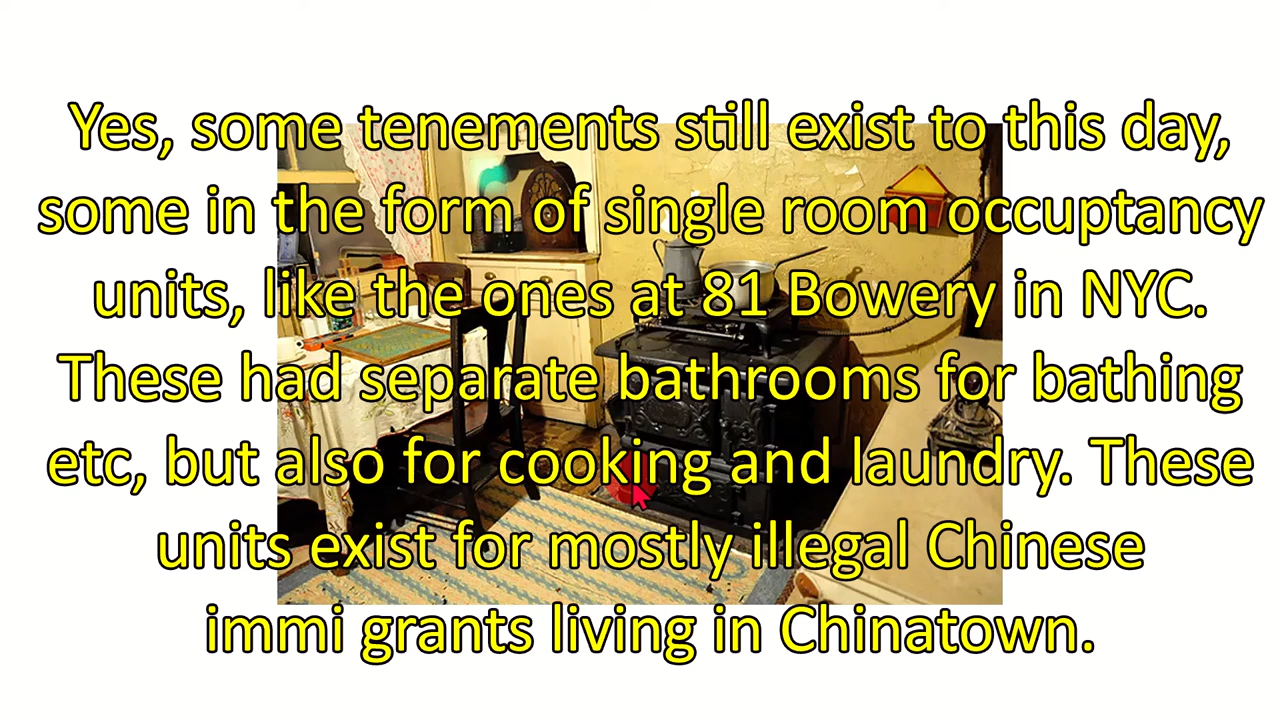 Yes, some tenements still exist to this day,
some in the form of single room occuptancy
units, like the ones at 81 Bowery in NYC.
These had separate bathrooms for bathing
etc, but also for cooking and laundry. These
units exist for mostly illegal Chinese
immi grants living in Chinatown.